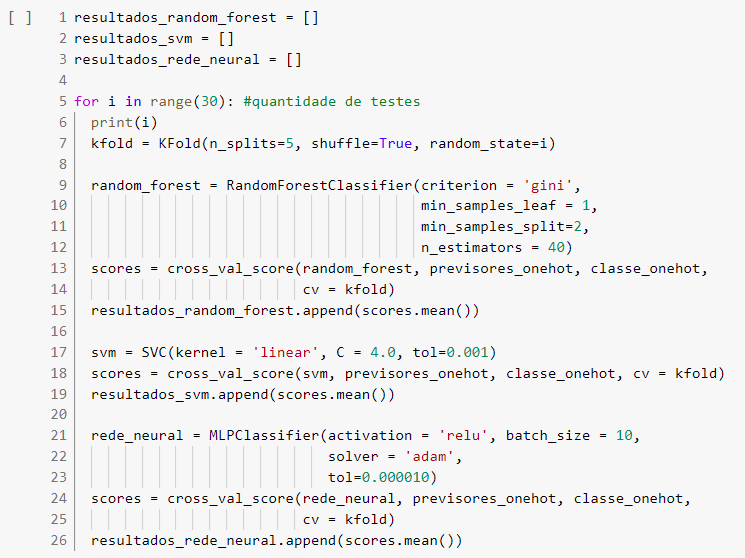 [ ] 1 resultados_random_forest = []
2 resultados_svm = []
3 resultados_rede_neural = []
4
5 for i in range(30): #quantidade de testes
6   print(i)
7   kfold = KFold(n_splits=5, shuffle=True, random_state=i)
8
9   random_forest = RandomForestClassifier(criterion = 'gini',
10                                          min_samples_leaf = 1,
11                                          min_samples_split=2,
12                                          n_estimators = 40)
13   scores = cross_val_score(random_forest, previsores_onehot, classe_onehot,
14                            cv = kfold)
15   resultados_random_forest.append(scores.mean())
16
17   svm = SVC(kernel = 'linear', C = 4.0, tol=0.001)
18   scores = cross_val_score(svm, previsores_onehot, classe_onehot, cv = kfold)
19   resultados_svm.append(scores.mean())
20
21   rede_neural = MLPClassifier(activation = 'relu', batch_size = 10,
22                               solver = 'adam',
23                               tol=0.000010)
24   scores = cross_val_score(rede_neural, previsores_onehot, classe_onehot,
25                            cv = kfold)
26   resultados_rede_neural.append(scores.mean())